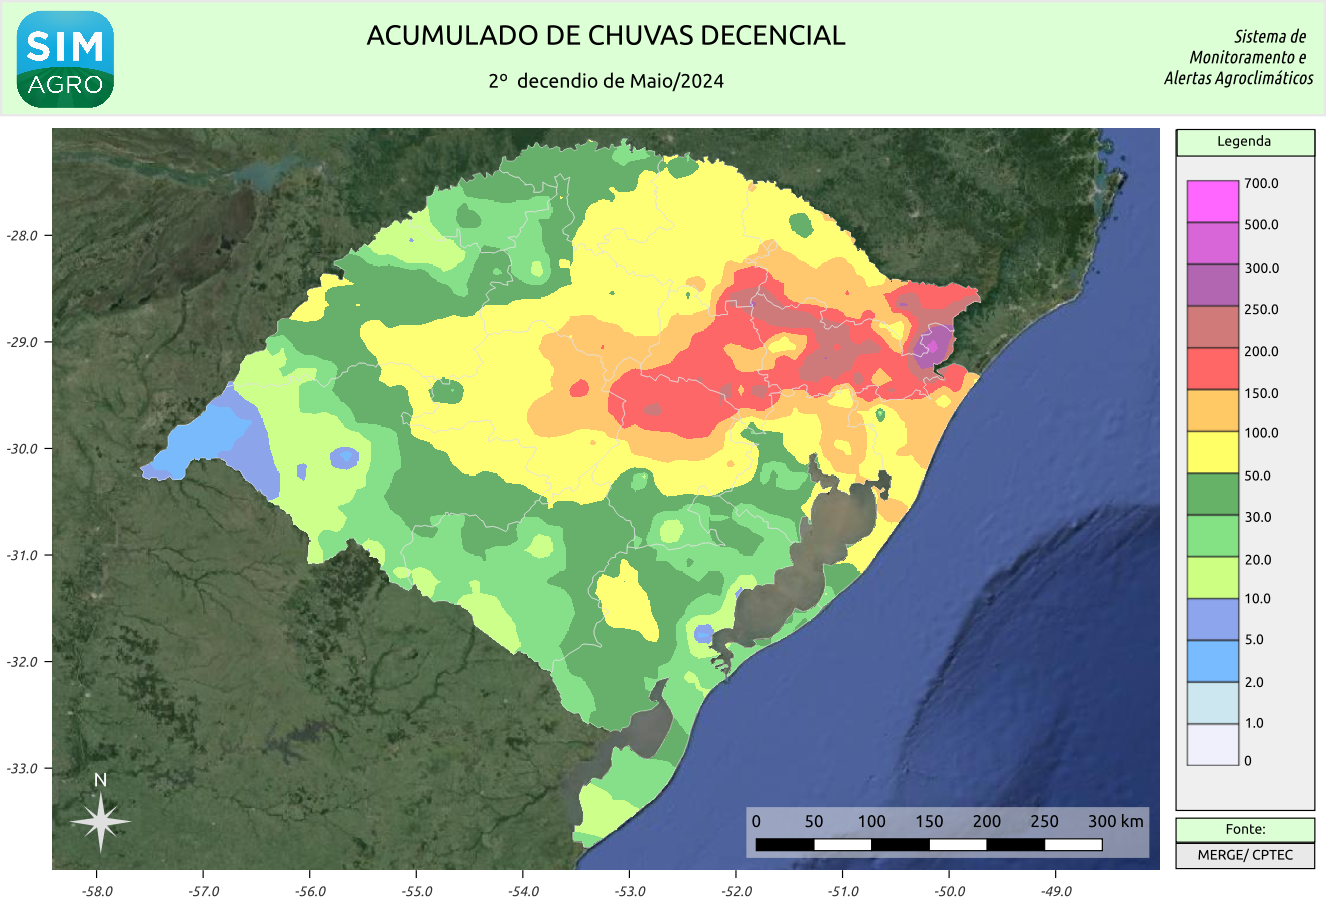 SIM
AGRO
ACUMULADO DE CHUVAS DECENCIAL
2º decendio de Maio/2024
Sistema de
Monitoramento e
Alertas Agroclimáticos
Legenda
700.0
500.0
300.0
250.0
200.0
150.0
100.0
50.0
30.0
20.0
10.0
5.0
2.0
1.0
0
Fonte:
MERGE/ CPTEC
-28.0
-29.0
-30.0
-31.0
-32.0
-33.0
N
0 50 100 150 200 250 300 km
-58.0 -57.0 -56.0 -55.0 -54.0 -53.0 -52.0 -51.0 -50.0 -49.0